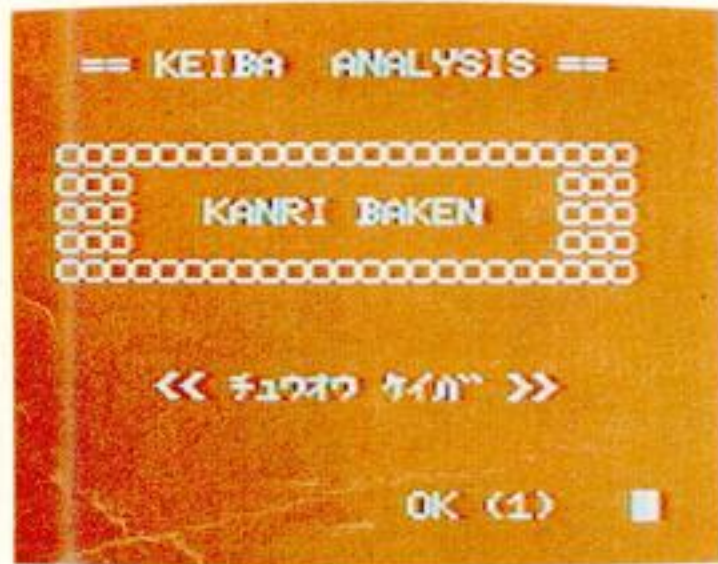 == KEIBA ANALYSIS ==
KANRI BAKEN
<< チュウオウ ケイバ >>
OK (1)